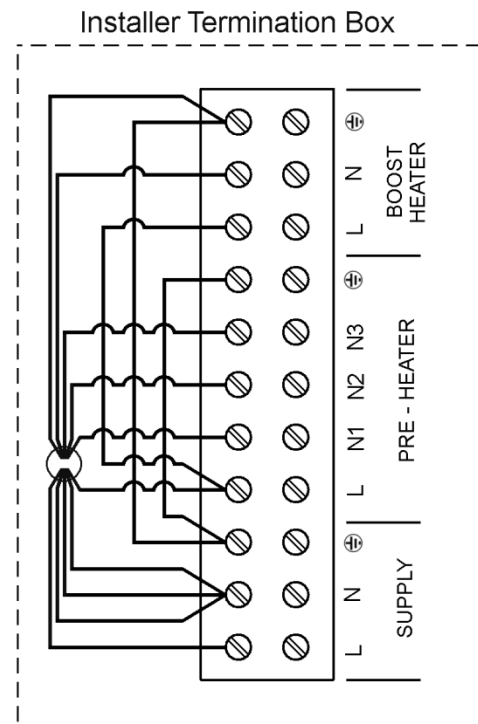 Installer Termination Box
N
L
BOOST
HEATER
N3
N2
N1
L
PRE - HEATER
N
L
SUPPLY